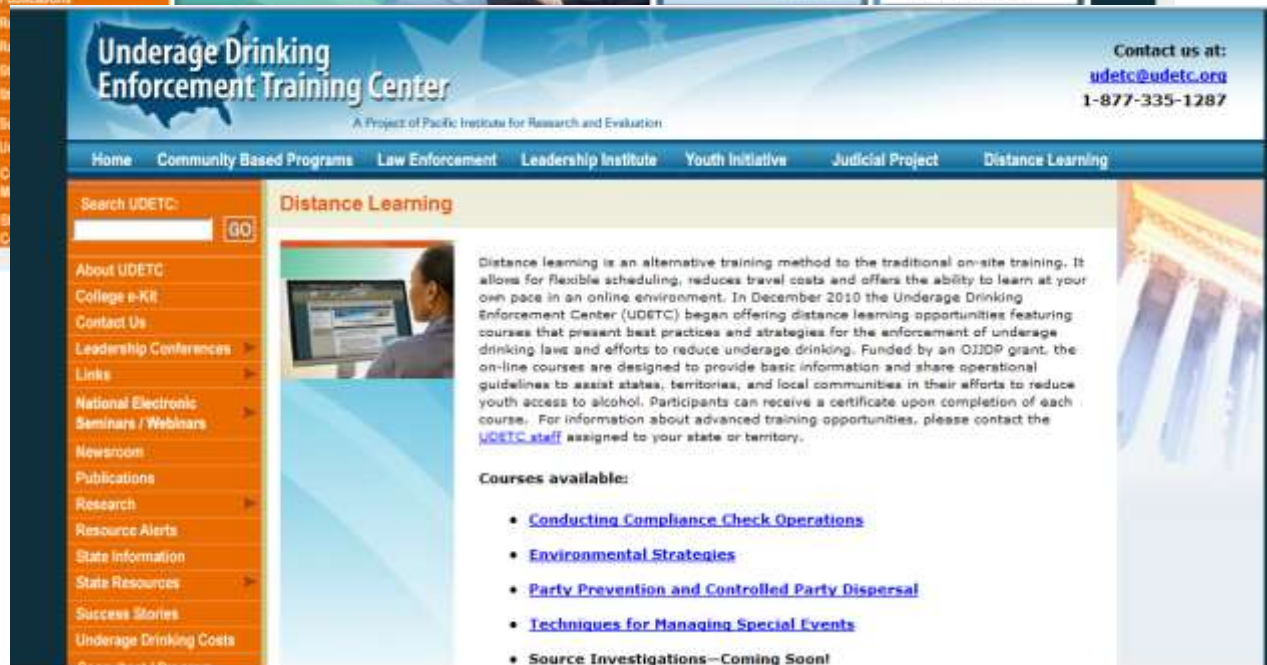 Publications
Underage Drinking
Enforcement Training Center
A Project of Pacific Institute for Research and Evaluation
Contact us at:
udetc@udetc.org
1-877-335-1287
Home Community Based Programs Law Enforcement Leadership Institute Youth Initiative Judicial Project Distance Learning
Search UDETC:
GO
About UDETC
College e-Kit
Contact Us
Leadership Conferences
Links
National Electronic
Seminars / Webinars
Newsroom
Publications
Research
Resource Alerts
State Information
State Resources
Success Stories
Underage Drinking Costs
Distance Learning
Distance learning is an alternative training method to the traditional on-site training. It
allows for flexible scheduling, reduces travel costs and offers the ability to learn at your
own pace in an online environment. In December 2010 the Underage Drinking
Enforcement Center (UDETC) began offering distance learning opportunities featuring
courses that present best practices and strategies for the enforcement of underage
drinking laws and efforts to reduce underage drinking. Funded by an OJJDP grant, the
on-line courses are designed to provide basic information and share operational
guidelines to assist states, territories, and local communities in their efforts to reduce
youth access to alcohol. Participants can receive a certificate upon completion of each
course. For information about advanced training opportunities, please contact the
UDETC staff assigned to your state or territory.
Courses available:
• Conducting Compliance Check Operations
• Environmental Strategies
• Party Prevention and Controlled Party Dispersal
• Techniques for Managing Special Events
• Source Investigations—Coming Soon!